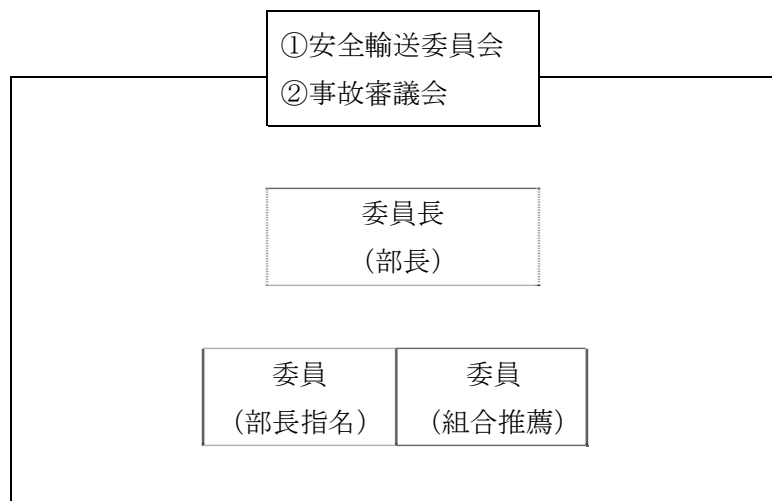 ①安全輸送委員会
②事故審議会
委員長
（部長）
委員
（部長指名）
委員
（組合推薦）